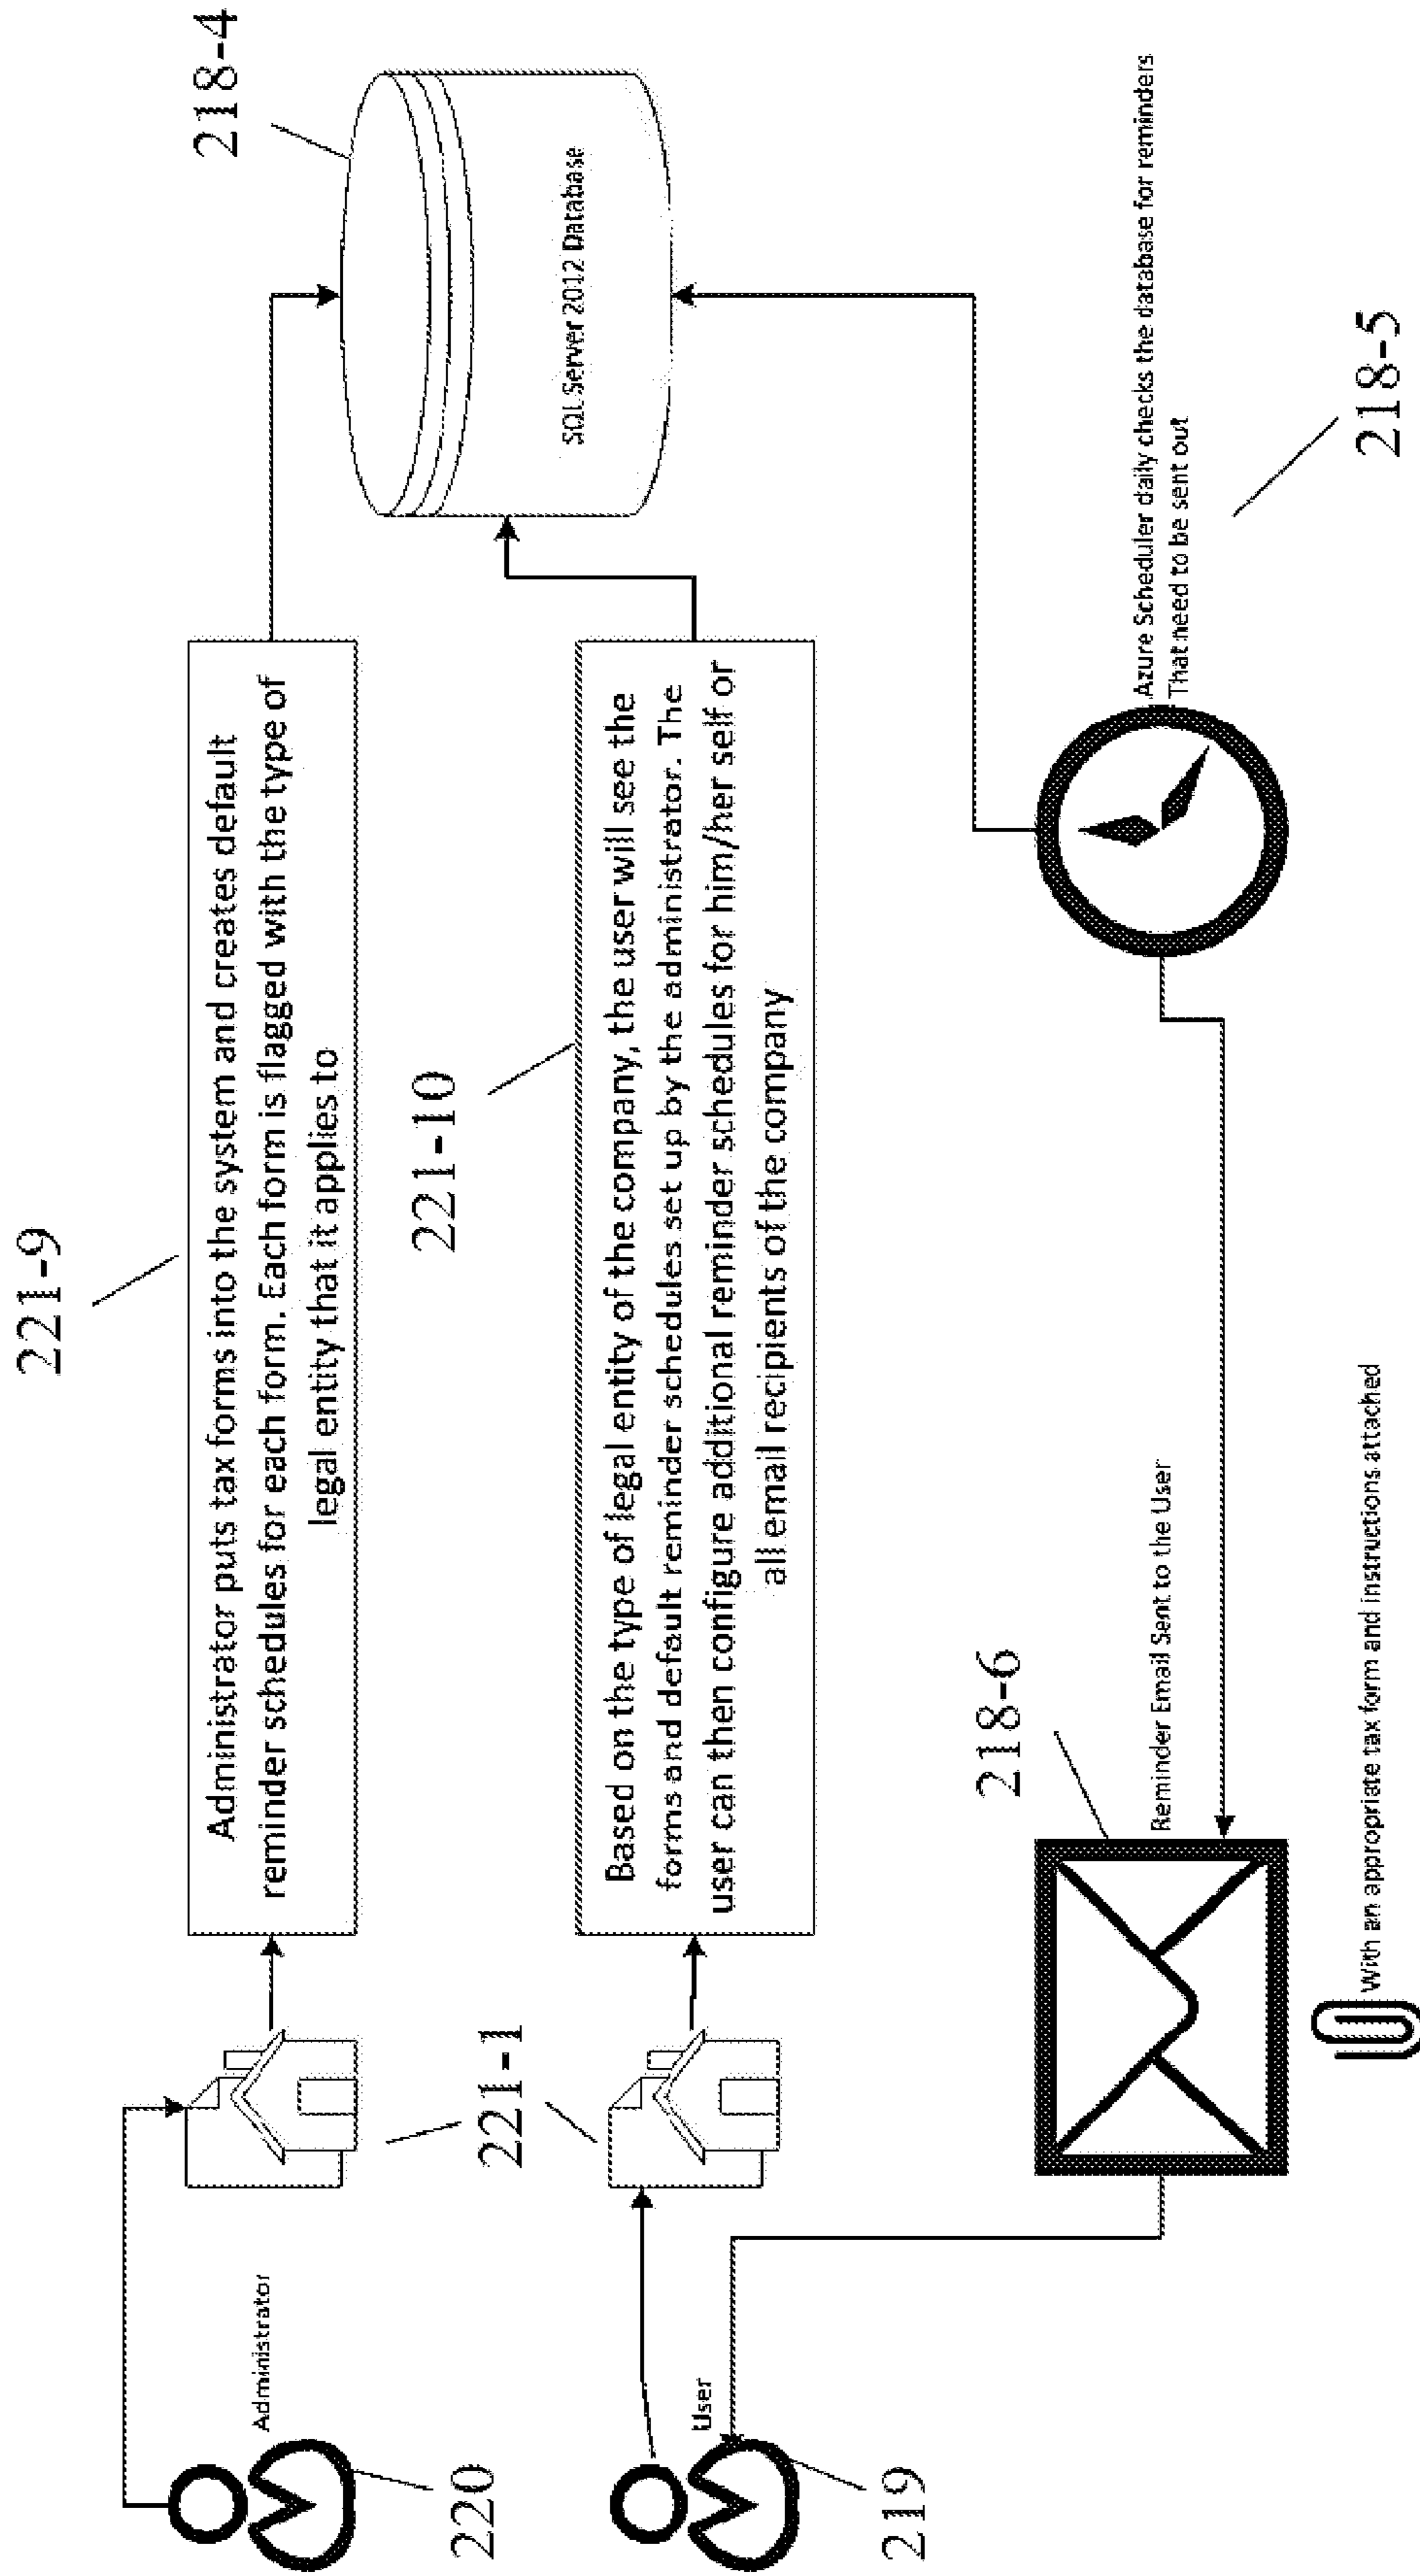 221-9
Administrator puts tax forms into the system and creates default
reminder schedules for each form. Each form is flagged with the type of
legal entity that it applies to
218-4
Administrator
220
221-1
221-10
Based on the type of legal entity of the company, the user will see the
forms and default reminder schedules set up by the administrator. The
user can then configure additional reminder schedules for him/her self or
all email recipients of the company
SQL Server 2012 Database
User
219
218-6
Reminder Email Sent to the User
With an appropriate tax form and instructions attached
Azure Scheduler daily checks the database for reminders
That need to be sent out
218-5